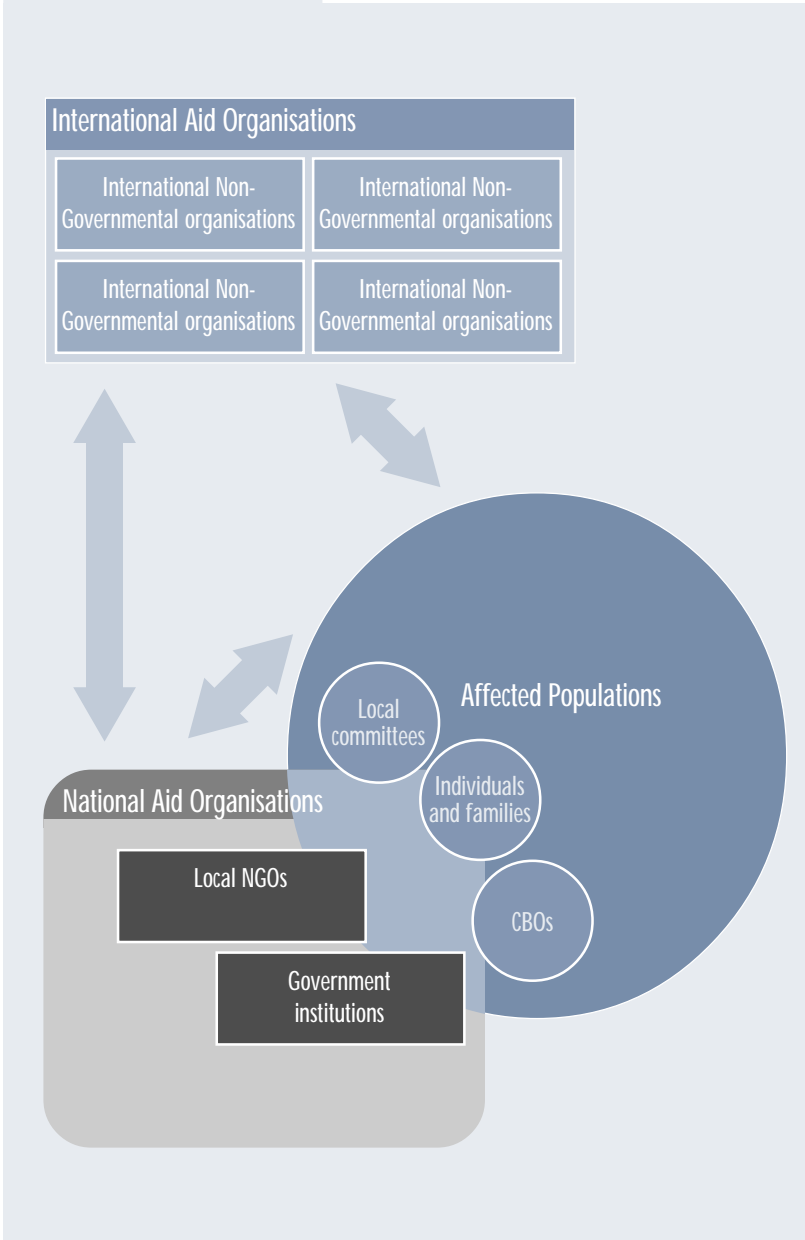 International Aid Organisations
International Non-
Governmental organisations
International Non-
Governmental organisations
International Non-
Governmental organisations
International Non-
Governmental organisations
Affected Populations
Local
committees
Individuals
and families
CBOs
National Aid Organisations
Local NGOs
Government
institutions